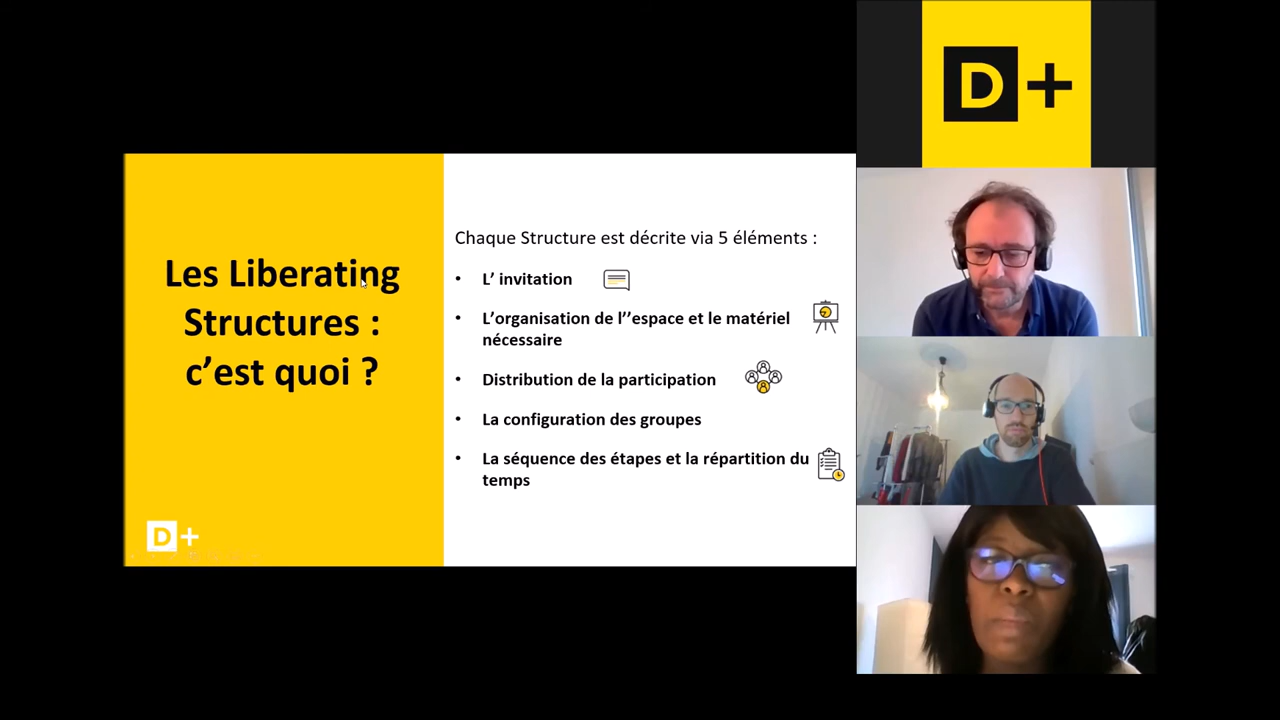 Les Liberating
Structures :
c’est quoi ?
D+
Chaque Structure est décrite via 5 éléments :
• L’ invitation
• L’organisation de l’’espace et le matériel
nécessaire
• Distribution de la participation
• La configuration des groupes
• La séquence des étapes et la répartition du
temps
D+